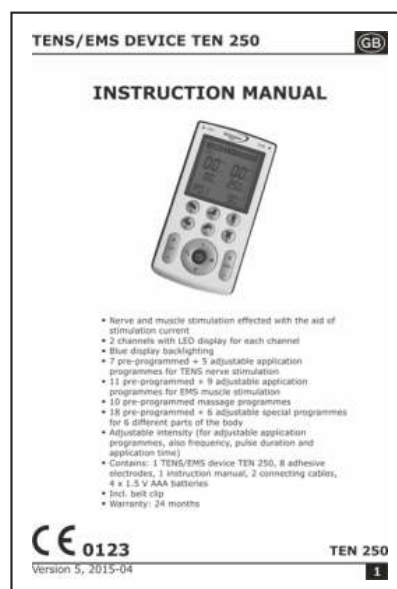 TENS/EMS DEVICE TEN 250
GB
INSTRUCTION MANUAL
• Nerve and muscle stimulation effected with the aid of
stimulation current
• 2 channels with LED display for each channel
• Blue display backlighting
• 7 pre-programmed + 5 adjustable application
programmes for TENS nerve stimulation
• 11 pre-programmed + 9 adjustable application
programmes for EMS muscle stimulation
• 10 pre-programmed massage programmes
• 18 pre-programmed + 6 adjustable special programmes
for 6 different parts of the body
• Adjustable intensity (for adjustable application
programmes, also frequency, pulse duration and
application time)
• Contains: 1 TENS/EMS device TEN 250, 8 adhesive
electrodes, 1 instruction manual, 2 connecting cables,
4 x 1.5 V AAA batteries
• Incl. belt clip
• Warranty: 24 months
CE 0123
TEN 250
Version 5, 2015-04
1